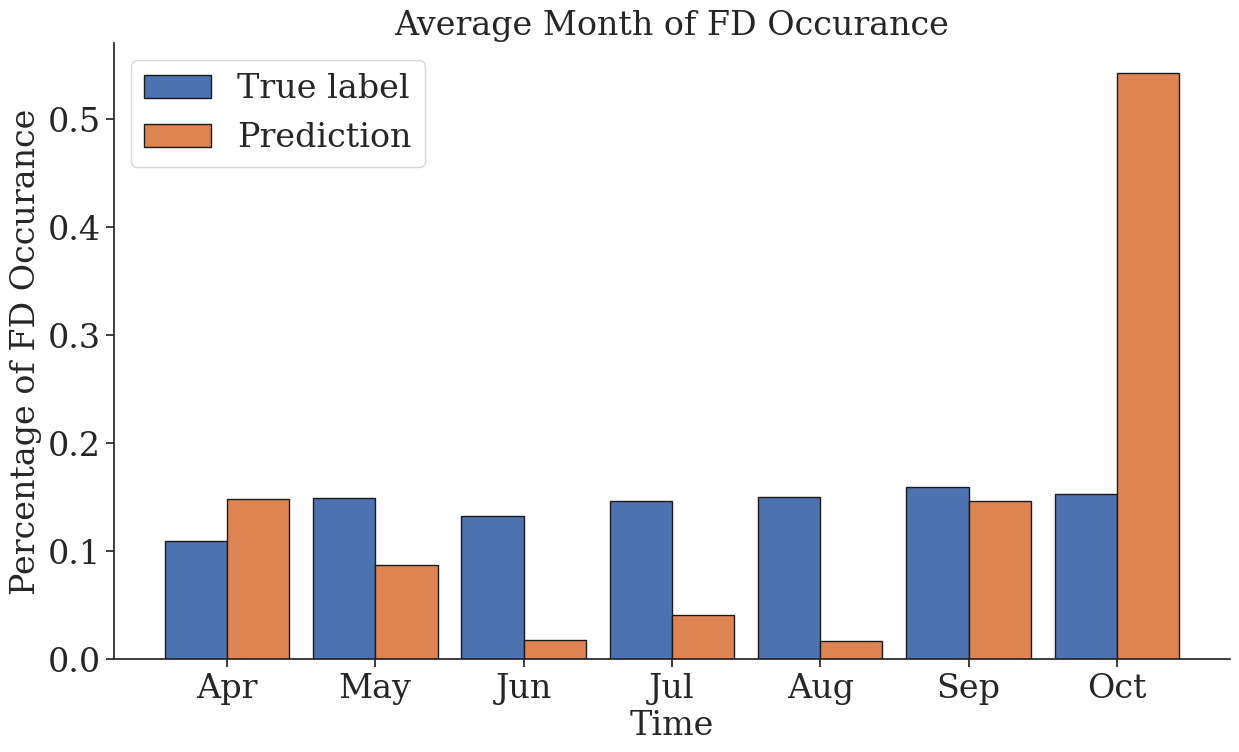 Average Month of FD Occurance
True label
Prediction
Percentage of FD Occurance
0.5
0.4
0.3
0.2
0.1
0.0
Apr May Jun Jul Aug Sep Oct
Time